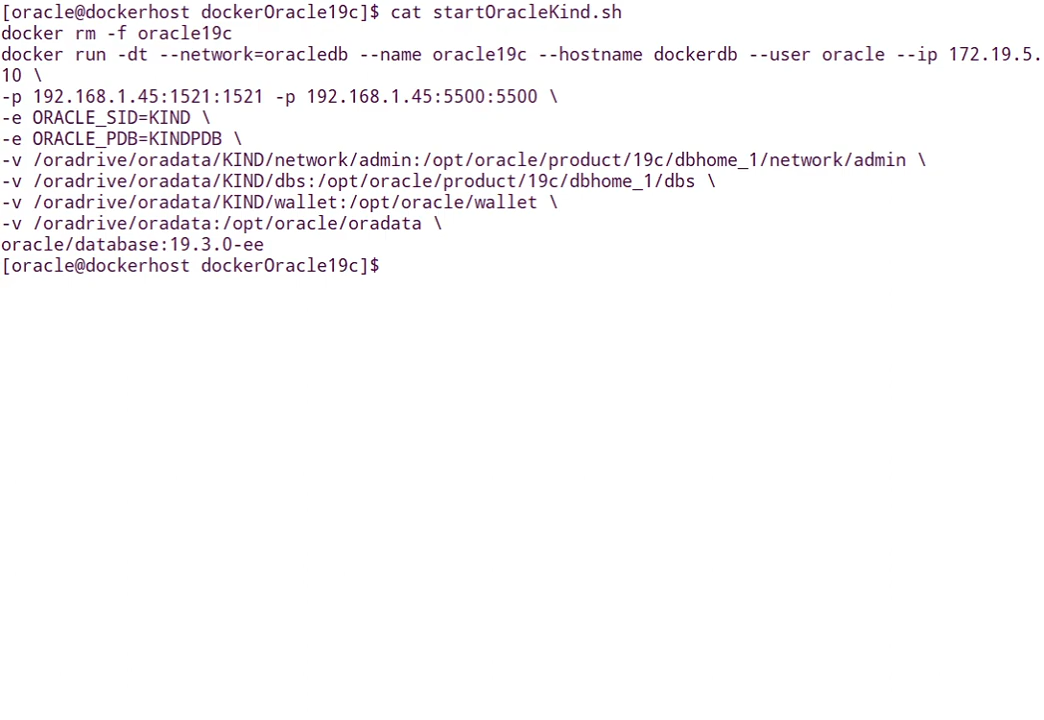 [oracle@dockerhost dockerOracle19c]$ cat startOracleKind.sh
docker rm -f oracle19c
docker run -dt --network=oracledb --name oracle19c --hostname dockerdb --user oracle --ip 172.19.5.
10 \
-p 192.168.1.45:1521:1521 -p 192.168.1.45:5500:5500 \
-e ORACLE_SID=KIND \
-e ORACLE_PDB=KINDPDB \
-v /oradrive/oradata/KIND/network/admin:/opt/oracle/product/19c/dbhome_1/network/admin \
-v /oradrive/oradata/KIND/dbs:/opt/oracle/product/19c/dbhome_1/dbs \
-v /oradrive/oradata/KIND/wallet:/opt/oracle/wallet \
-v /oradrive/oradata:/opt/oracle/oradata \
oracle/database:19.3.0-ee
[oracle@dockerhost dockerOracle19c]$